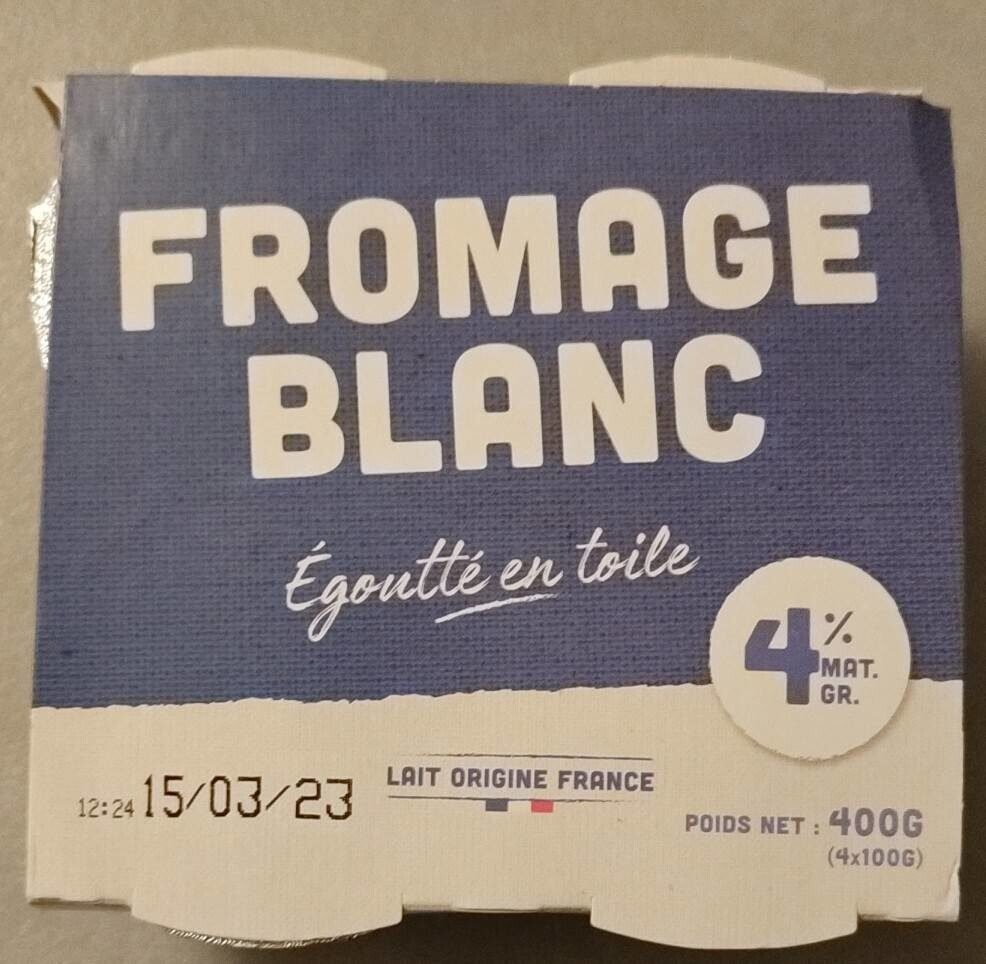 FROMAGE
BLANC
Égoutté en toile
4%
MAT.
GR.
12:24 15/03/23
LAIT ORIGINE FRANCE
POIDS NET : 400G
(4x100G)